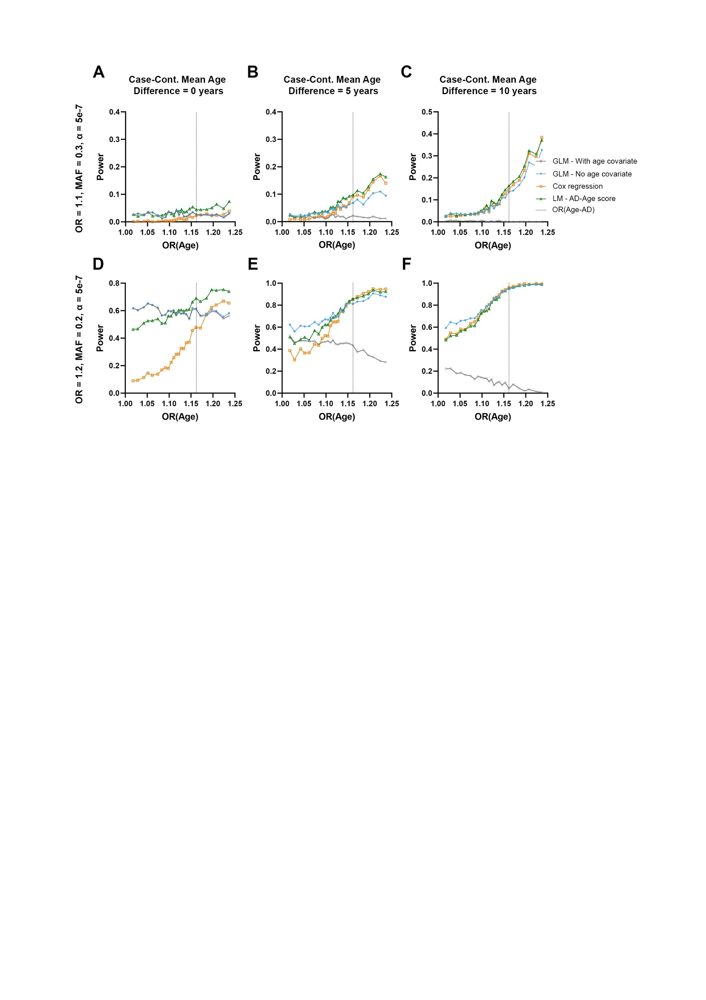 A
Case-Cont. Mean Age
Difference = 0 years
B
Case-Cont. Mean Age
Difference = 5 years
C
Case-Cont. Mean Age
Difference = 10 years
OR = 1.1, MAF = 0.3, α = 5e-7
Power
0.4
0.3
0.2
0.1
0.0
1.00 1.05 1.10 1.15 1.20 1.25
OR(Age)
Power
0.4
0.3
0.2
0.1
0.0
1.00 1.05 1.10 1.15 1.20 1.25
OR(Age)
Power
0.5
0.4
0.3
0.2
0.1
0.0
1.00 1.05 1.10 1.15 1.20 1.25
OR(Age)
GLM - With age covariate
GLM - No age covariate
Cox regression
LM - AD-Age score
OR(Age-AD)
D
E
F
OR = 1.2, MAF = 0.2, α = 5e-7
Power
0.8
0.6
0.4
0.2
0.0
1.00 1.05 1.10 1.15 1.20 1.25
OR(Age)
Power
1.0
0.8
0.6
0.4
0.2
0.0
1.00 1.05 1.10 1.15 1.20 1.25
OR(Age)
Power
1.0
0.8
0.6
0.4
0.2
0.0
1.00 1.05 1.10 1.15 1.20 1.25
OR(Age)